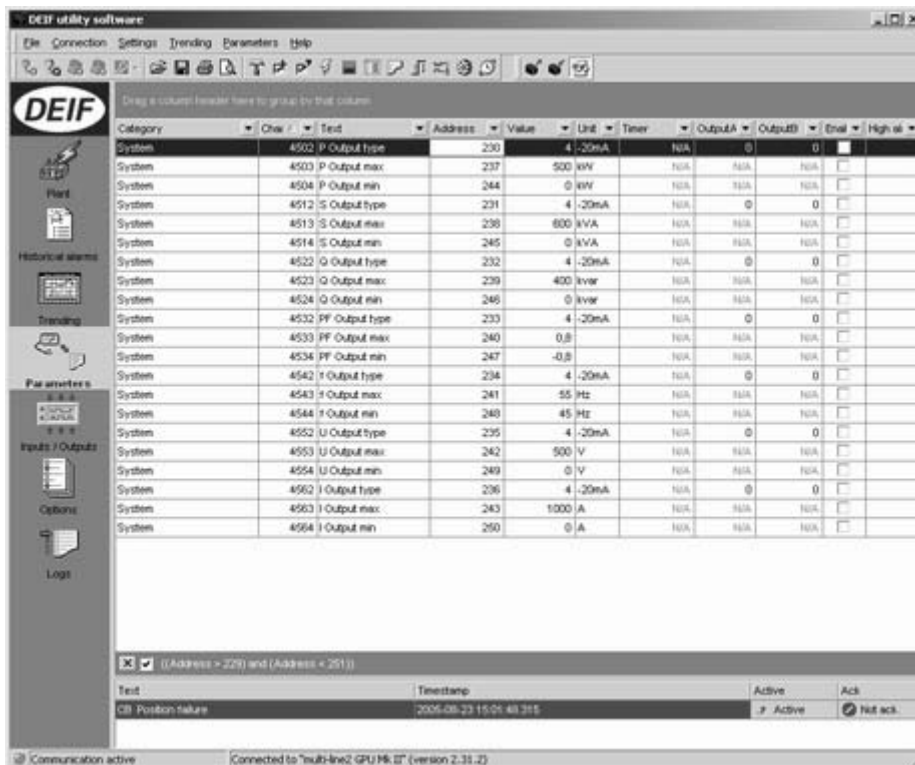 DEIF utility software
File Connection Settings Trending Parameters Help
DEIF
Drag a column header here to group by that column
Category Text Address Value Unit Timer OutputA OutputB
System 4502 P Output type 230 4 -20mA N/A 0 0
System 4503 P Output max 237 500 kW N/A N/A N/A
System 4504 P Output min 244 0 kW N/A N/A N/A
System 4512 S Output type 231 4 -20mA N/A 0 0
System 4513 S Output max 238 600 kVA N/A N/A N/A
System 4514 S Output min 245 0 kVA N/A N/A N/A
System 4522 Q Output type 232 4 -20mA N/A 0 0
System 4523 Q Output max 239 400 kvar N/A N/A N/A
System 4524 Q Output min 246 0 kvar N/A N/A N/A
System 4532 PF Output type 233 4 -20mA N/A 0 0
System 4533 PF Output max 240 0,8 N/A N/A N/A
System 4534 PF Output min 247 -0,8 N/A N/A N/A
System 4542 f Output type 234 4 -20mA N/A 0 0
System 4543 f Output max 241 55 Hz N/A N/A N/A
System 4544 f Output min 248 45 Hz N/A N/A N/A
System 4552 U Output type 235 4 -20mA N/A 0 0
System 4553 U Output max 242 500 V N/A N/A N/A
System 4554 U Output min 249 0 V N/A N/A N/A
System 4562 I Output type 236 4 -20mA N/A 0 0
System 4563 I Output max 243 1000 A N/A N/A N/A
System 4564 I Output min 250 0 A N/A N/A N/A
Plant
Historical alarms
Trending
Parameters
Inputs / Outputs
Options
Logs
((Address > 229) and (Address < 251))
Text Timestamp Active Ack
CB Position failure 2005-08-23 15:01:48.315 Active Not ack.
Communication active Connected to "multi-line2 GPU Mk II" (version 2.31.2)